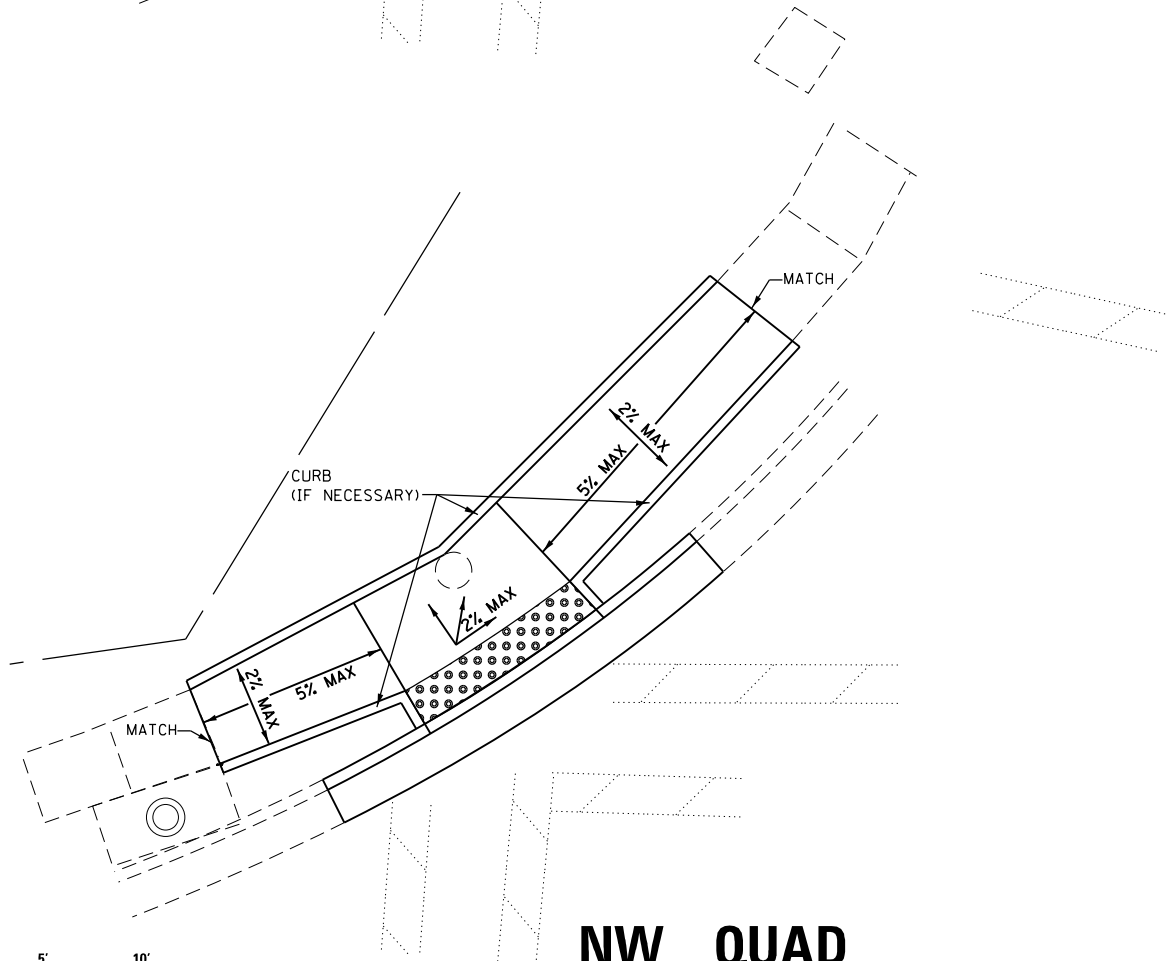 MATCH
2% MAX
5% MAX
CURB
(IF NECESSARY)
2% MAX
2% MAX
5% MAX
MATCH
NW QUAD
5' 10'